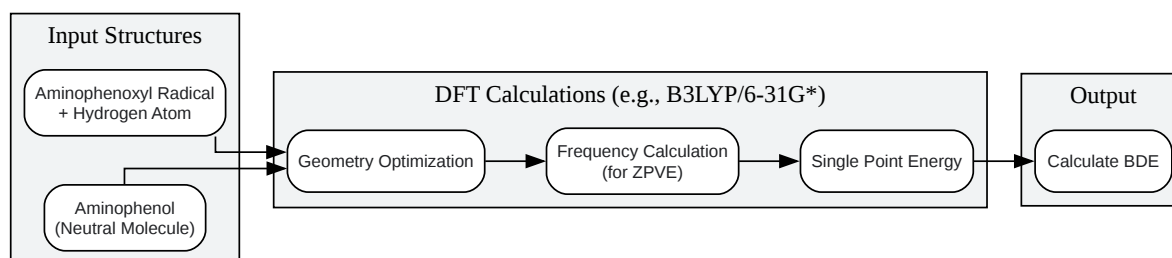 Input Structures
Aminophenoxyl Radical
+ Hydrogen Atom
Aminophenol
(Neutral Molecule)
DFT Calculations (e.g., B3LYP/6-31G*)
Geometry Optimization
Frequency Calculation
(for ZPVE)
Single Point Energy
Output
Calculate BDE